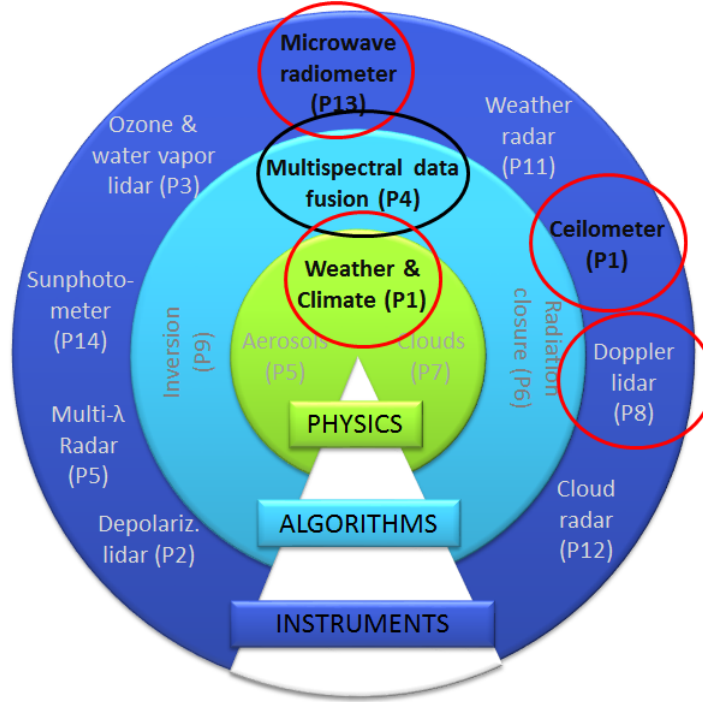 Microwave
radiometer
(P13)
Ozone &
water vapor
lidar (P3)
Weather
radar
(P11)
Multispectral data
fusion (P4)
Ceilometer
(P1)
Weather &
Climate (P1)
Sunphoto-
meter
(P14)
Inversion
(P9)
Aerosols
(P5)
Clouds
(P7)
Radiation
closure (P6)
Doppler
lidar
(P8)
Multi-λ
Radar
(P5)
PHYSICS
Depolariz.
lidar (P2)
ALGORITHMS
Cloud
radar
(P12)
INSTRUMENTS